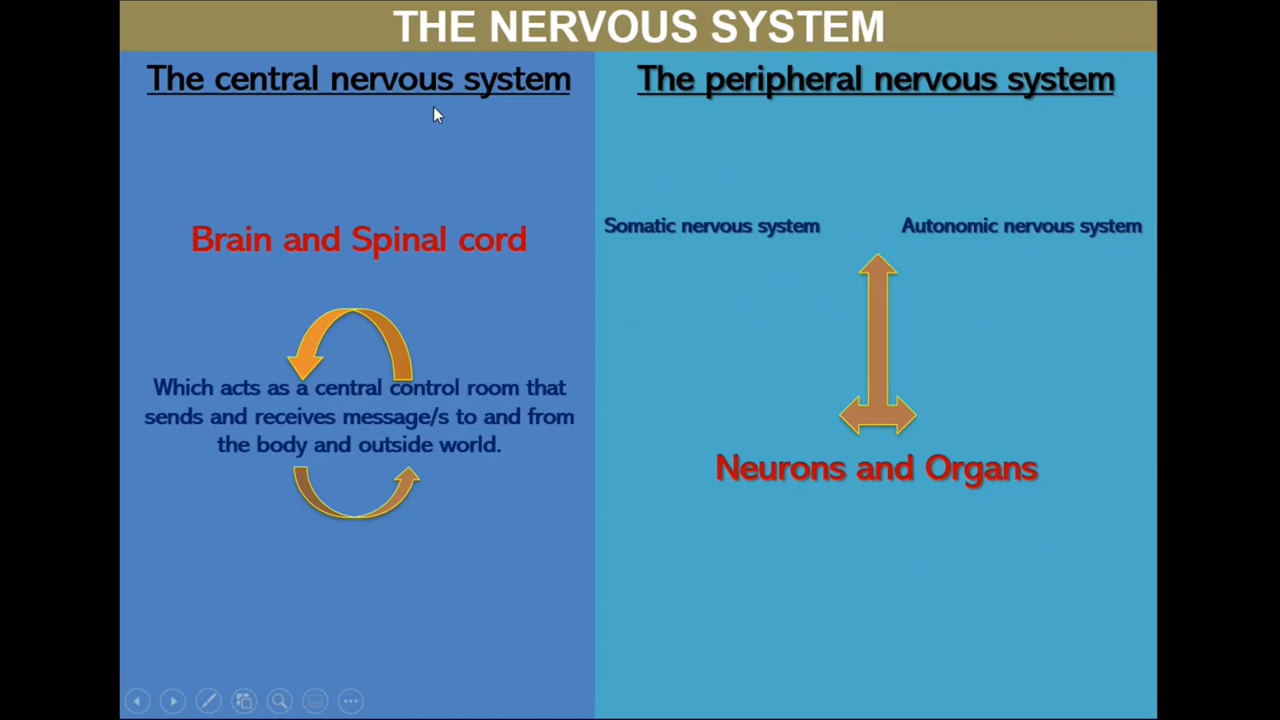 THE NERVOUS SYSTEM
The central nervous system
Brain and Spinal cord
Which acts as a central control room that
sends and receives message/s to and from
the body and outside world.
The peripheral nervous system
Somatic nervous system
Autonomic nervous system
Neurons and Organs